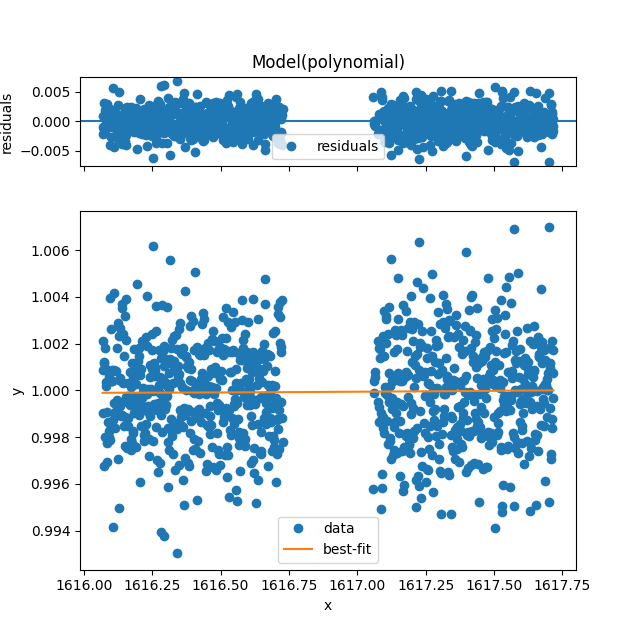 Model(polynomial)
residuals
0.005
0.000
−0.005
residuals
y
1.006
1.004
1.002
1.000
0.998
0.996
0.994
data
best-fit
1616.00 1616.25 1616.50 1616.75 1617.00 1617.25 1617.50 1617.75
x